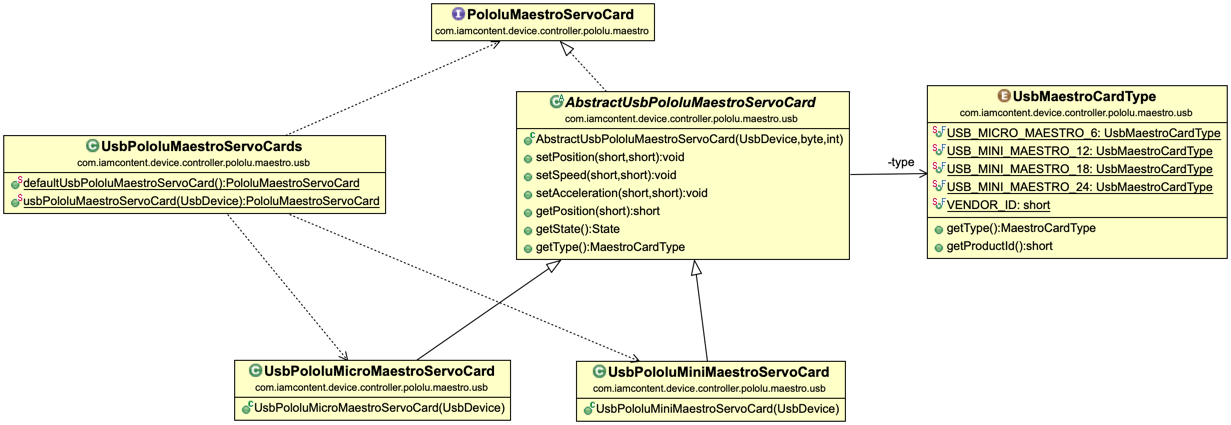 PololuMaestroServoCard
com.iamcontent.device.controller.pololu.maestro
AbstractUsbPololuMaestroServoCard
com.iamcontent.device.controller.pololu.maestro.usb
AbstractUsbPololuMaestroServoCard(UsbDevice,byte,int)
setPosition(short,short):void
setSpeed(short,short):void
setAcceleration(short,short):void
getPosition(short):short
getState():State
getType():MaestroCardType
UsbMaestroCardType
com.iamcontent.device.controller.pololu.maestro.usb
USB_MICRO_MAESTRO_6: UsbMaestroCardType
USB_MINI_MAESTRO_12: UsbMaestroCardType
USB_MINI_MAESTRO_18: UsbMaestroCardType
USB_MINI_MAESTRO_24: UsbMaestroCardType
VENDOR_ID: short
getType():MaestroCardType
getProductId():short
-type
UsbPololuMaestroServoCards
com.iamcontent.device.controller.pololu.maestro.usb
defaultUsbPololuMaestroServoCard():PololuMaestroServoCard
usbPololuMaestroServoCard(UsbDevice):PololuMaestroServoCard
UsbPololuMicroMaestroServoCard
com.iamcontent.device.controller.pololu.maestro.usb
UsbPololuMicroMaestroServoCard(UsbDevice)
UsbPololuMiniMaestroServoCard
com.iamcontent.device.controller.pololu.maestro.usb
UsbPololuMiniMaestroServoCard(UsbDevice)